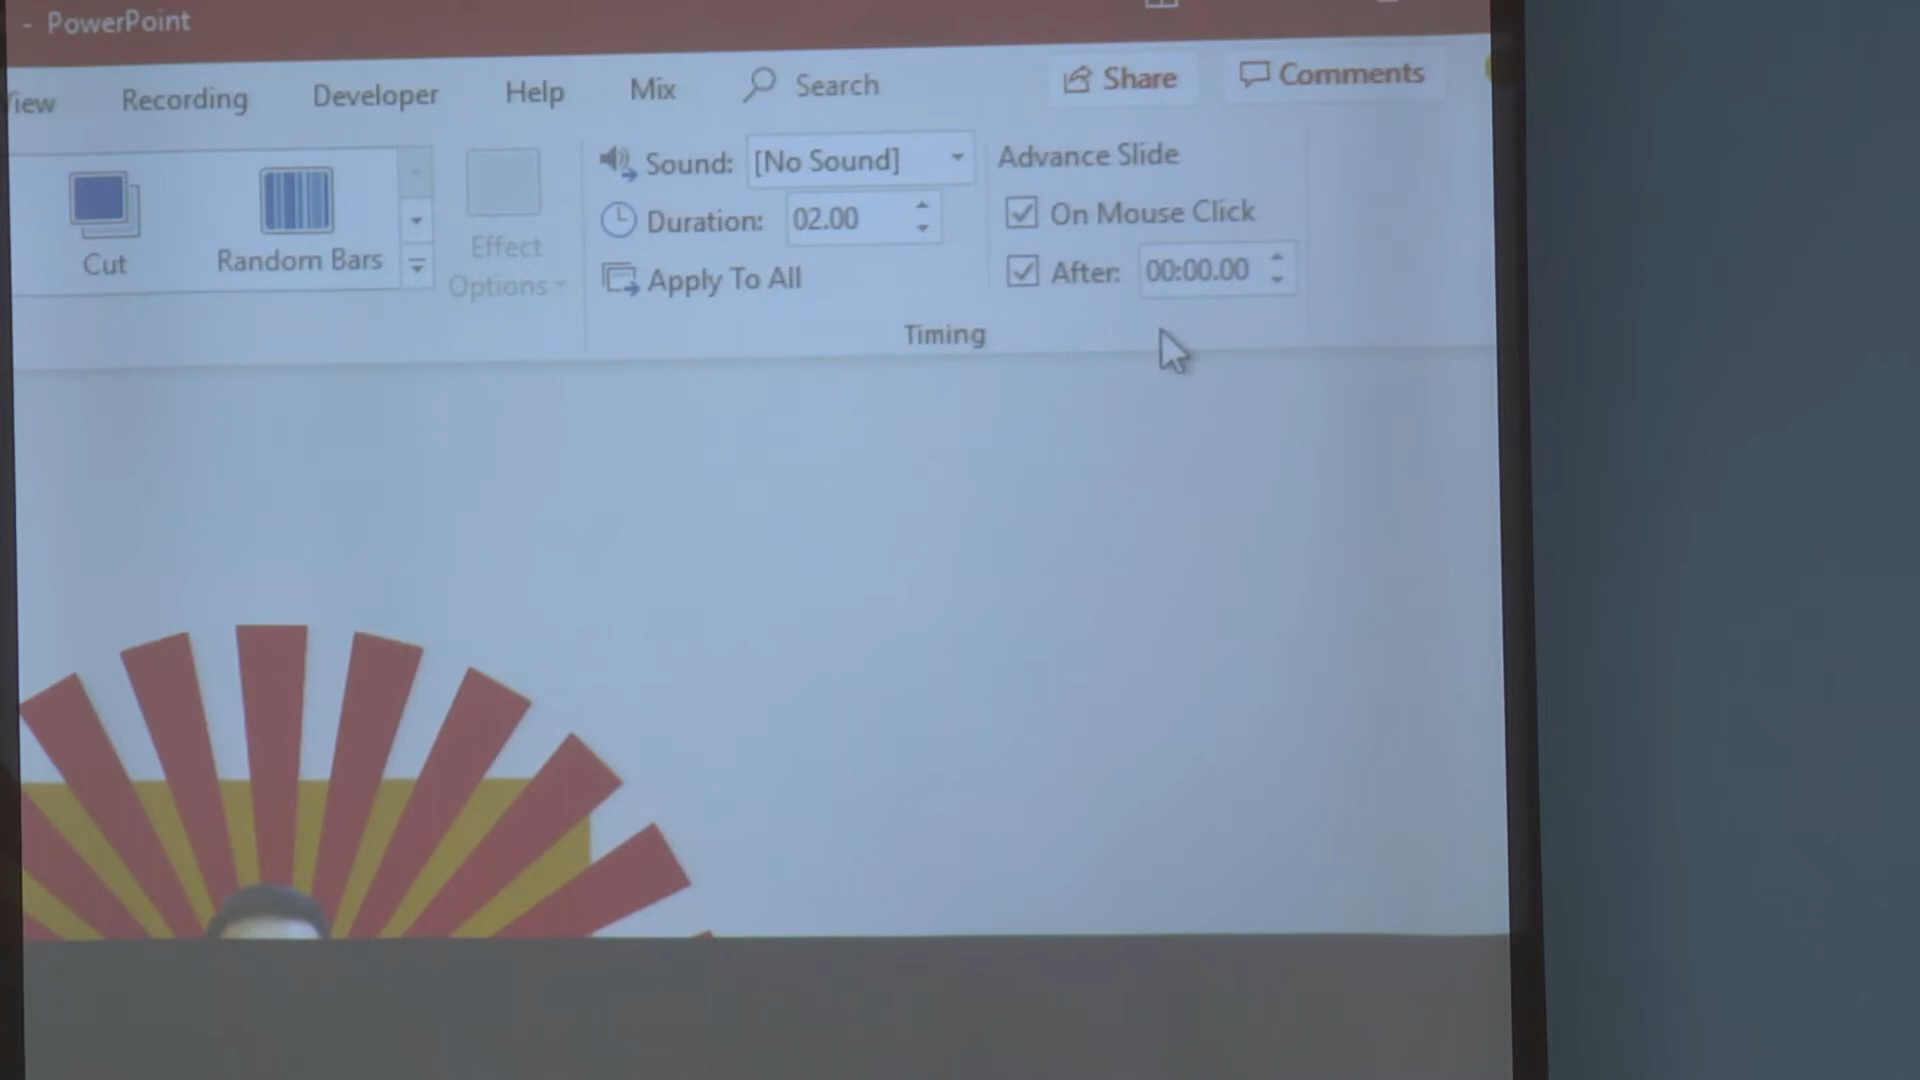 - PowerPoint
iew Recording Developer Help Mix Search Share Comments
Sound: [No Sound] Advance Slide
Duration: 02.00 On Mouse Click
Cut Random Bars Effect Options Apply To All After: 00:00.00
Timing